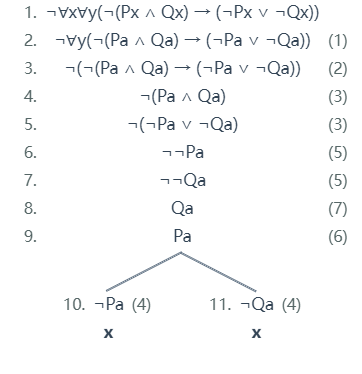 1. ¬∀x∀y(¬(Px ∧ Qx) → (¬Px ∨ ¬Qx))
2. ¬∀y(¬(Pa ∧ Qa) → (¬Pa ∨ ¬Qa)) (1)
3. ¬(¬(Pa ∧ Qa) → (¬Pa ∨ ¬Qa)) (2)
4. ¬(Pa ∧ Qa) (3)
5. ¬(¬Pa ∨ ¬Qa) (3)
6. ¬¬Pa (5)
7. ¬¬Qa (5)
8. Qa (7)
9. Pa (6)
10. ¬Pa (4) 11. ¬Qa (4)
x x